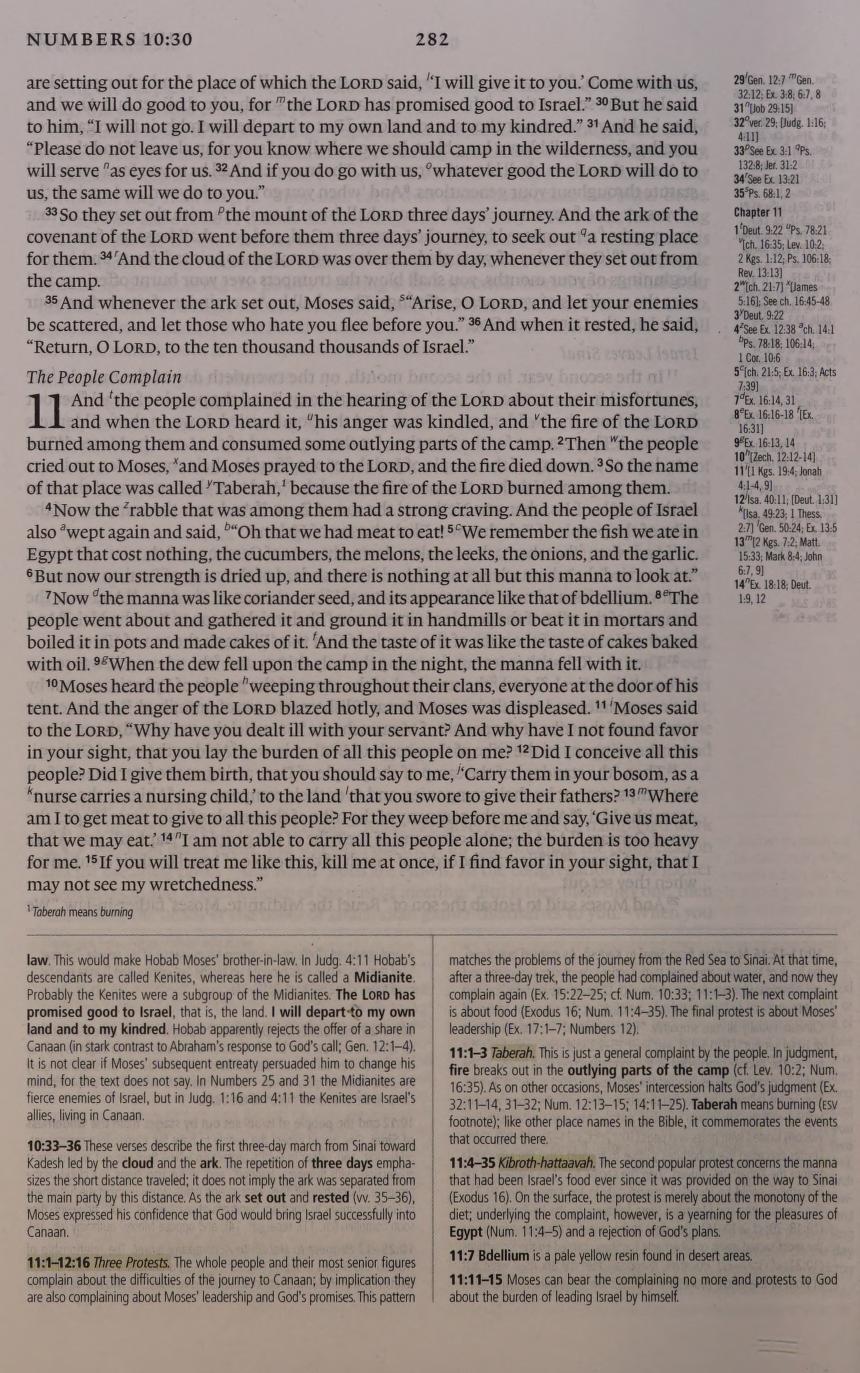 NUMBERS 10:30
282
are setting out for the place of which the LORD said, i‘I will give it to you.’ Come with us,
and we will do good to you, for mthe LORD has promised good to Israel.” 30 But he said
to him, “I will not go. I will depart to my own land and to my kindred.” 31 And he said,
“Please do not leave us, for you know where we should camp in the wilderness, and you
will serve nas eyes for us. 32 And if you do go with us, owhatever good the LORD will do to
us, the same will we do to you.”
33 So they set out from pthe mount of the LORD three days’ journey. And the ark of the
covenant of the LORD went before them three days’ journey, to seek out qa resting place
for them. 34 rAnd the cloud of the LORD was over them by day, whenever they set out from
the camp.
35 And whenever the ark set out, Moses said, s“Arise, O LORD, and let your enemies
be scattered, and let those who hate you flee before you.” 36 And when it rested, he said,
“Return, O LORD, to the ten thousand thousands of Israel.”
The People Complain
11 And tthe people complained in the hearing of the LORD about their misfortunes,
and when the LORD heard it, uhis anger was kindled, and vthe fire of the LORD
burned among them and consumed some outlying parts of the camp. 2 Then wthe people
cried out to Moses, xand Moses prayed to the LORD, and the fire died down. 3 So the name
of that place was called yTaberah,1 because the fire of the LORD burned among them.
4 Now the zrabble that was among them had a strong craving. And the people of Israel
also awept again and said, b“Oh that we had meat to eat! 5 cWe remember the fish we ate in
Egypt that cost nothing, the cucumbers, the melons, the leeks, the onions, and the garlic.
6 But now our strength is dried up, and there is nothing at all but this manna to look at.”
7 Now dthe manna was like coriander seed, and its appearance like that of bdellium. 8 eThe
people went about and gathered it and ground it in handmills or beat it in mortars and
boiled it in pots and made cakes of it. fAnd the taste of it was like the taste of cakes baked
with oil. 9 gWhen the dew fell upon the camp in the night, the manna fell with it.
10 Moses heard the people hweeping throughout their clans, everyone at the door of his
tent. And the anger of the LORD blazed hotly, and Moses was displeased. 11 iMoses said
to the LORD, “Why have you dealt ill with your servant? And why have I not found favor
in your sight, that you lay the burden of all this people on me? 12 Did I conceive all this
people? Did I give them birth, that you should say to me, j‘Carry them in your bosom, as a
knurse carries a nursing child,’ to the land lthat you swore to give their fathers? 13 mWhere
am I to get meat to give to all this people? For they weep before me and say, ‘Give us meat,
that we may eat.’ 14 nI am not able to carry all this people alone; the burden is too heavy
for me. 15 If you will treat me like this, kill me at once, if I find favor in your sight, that I
may not see my wretchedness.”
1 Taberah means burning
29 lGen. 12:7 mGen.
32:12; Ex. 3:8; 6:7, 8
31 n[Job 29:15]
32 over. 29; [Judg. 1:16;
4:11]
33 pSee Ex. 3:1 qPs.
132:8; Jer. 31:2
34 rSee Ex. 13:21
35 sPs. 68:1, 2
Chapter 11
1 tDeut. 9:22 uPs. 78:21
v[ch. 16:35; Lev. 10:2;
2 Kgs. 1:12; Ps. 106:18;
Rev. 13:13]
2 w[ch. 21:7] x[James
5:16]; See ch. 16:45-48
3 yDeut. 9:22
4 zSee Ex. 12:38 ach. 14:1
bPs. 78:18; 106:14;
1 Cor. 10:6
5 c[ch. 21:5; Ex. 16:3; Acts
7:39]
7 dEx. 16:14, 31
8 eEx. 16:16-18 f[Ex.
16:31]
9 gEx. 16:13, 14
10 h[Zech. 12:12-14]
11 i[1 Kgs. 19:4; Jonah
4:1-4, 9]
12 jIsa. 40:11; [Deut. 1:31]
k[Isa. 49:23; 1 Thess.
2:7] lGen. 50:24; Ex. 13:5
13 m[2 Kgs. 7:2; Matt.
15:33; Mark 8:4; John
6:7, 9]
14 nEx. 18:18; Deut.
1:9, 12
law. This would make Hobab Moses’ brother-in-law. In Judg. 4:11 Hobab’s
descendants are called Kenites, whereas here he is called a Midianite.
Probably the Kenites were a subgroup of the Midianites. The LORD has
promised good to Israel, that is, the land. I will depart to my own
land and to my kindred. Hobab apparently rejects the offer of a share in
Canaan (in stark contrast to Abraham’s response to God’s call; Gen. 12:1–4).
It is not clear if Moses’ subsequent entreaty persuaded him to change his
mind, for the text does not say. In Numbers 25 and 31 the Midianites are
fierce enemies of Israel, but in Judg. 1:16 and 4:11 the Kenites are Israel’s
allies, living in Canaan.
10:33–36 These verses describe the first three-day march from Sinai toward
Kadesh led by the cloud and the ark. The repetition of three days empha-
sizes the short distance traveled; it does not imply the ark was separated from
the main party by this distance. As the ark set out and rested (vv. 35–36),
Moses expressed his confidence that God would bring Israel successfully into
Canaan.
11:1–12:16 Three Protests. The whole people and their most senior figures
complain about the difficulties of the journey to Canaan; by implication they
are also complaining about Moses’ leadership and God’s promises. This pattern
matches the problems of the journey from the Red Sea to Sinai. At that time,
after a three-day trek, the people had complained about water, and now they
complain again (Ex. 15:22–25; cf. Num. 10:33; 11:1–3). The next complaint
is about food (Exodus 16; Num. 11:4–35). The final protest is about Moses’
leadership (Ex. 17:1–7; Numbers 12).
11:1–3 Taberah. This is just a general complaint by the people. In judgment,
fire breaks out in the outlying parts of the camp (cf. Lev. 10:2; Num.
16:35). As on other occasions, Moses’ intercession halts God’s judgment (Ex.
32:11–14, 31–32; Num. 12:13–15; 14:11–25). Taberah means burning (ESV
footnote); like other place names in the Bible, it commemorates the events
that occurred there.
11:4–35 Kibroth-hattaavah. The second popular protest concerns the manna
that had been Israel’s food ever since it was provided on the way to Sinai
(Exodus 16). On the surface, the protest is merely about the monotony of the
diet; underlying the complaint, however, is a yearning for the pleasures of
Egypt (Num. 11:4–5) and a rejection of God’s plans.
11:7 Bdellium is a pale yellow resin found in desert areas.
11:11–15 Moses can bear the complaining no more and protests to God
about the burden of leading Israel by himself.